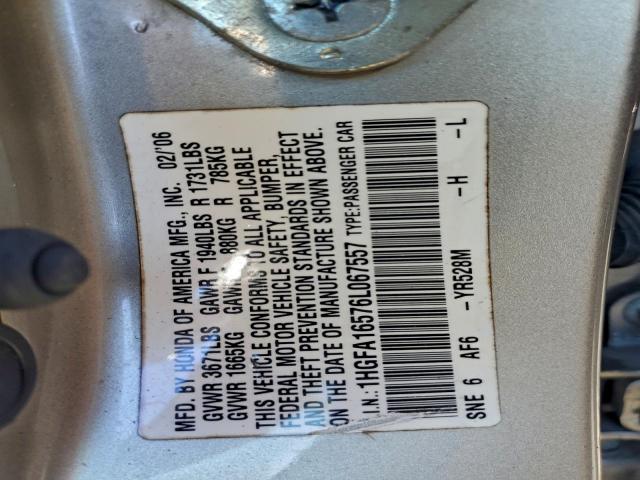 MFD. BY HONDA OF AMERICA MFG., INC. 02/'06
GVWR 3671LBS GAWR F 1940LBS R 1731LBS
GVWR 1665KG GAWR F 880KG R 785KG
THIS VEHICLE CONFORMS TO ALL APPLICABLE
FEDERAL MOTOR VEHICLE SAFETY, BUMPER,
AND THEFT PREVENTION STANDARDS IN EFFECT
ON THE DATE OF MANUFACTURE SHOWN ABOVE.
V.I.N.: 1HGFA16576L067557 TYPE:PASSENGER CAR
SNE 6 AF6 -YR528M -H -L